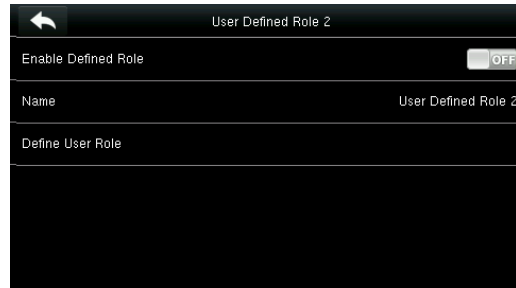 User Defined Role 2
Enable Defined Role OFF
Name User Defined Role 2
Define User Role